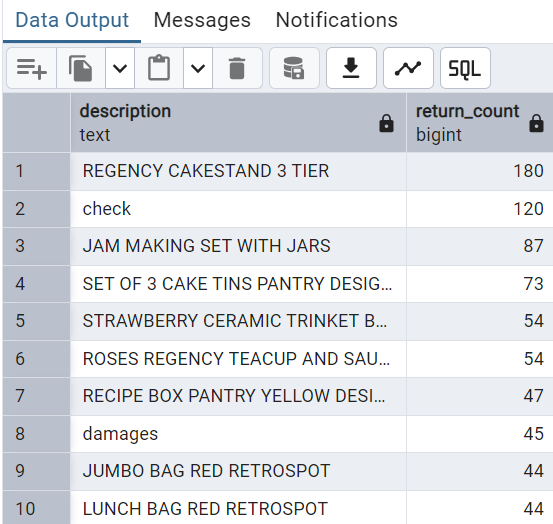 Data Output Messages Notifications
SQL
description return_count
text bigint
1 REGENCY CAKESTAND 3 TIER 180
2 check 120
3 JAM MAKING SET WITH JARS 87
4 SET OF 3 CAKE TINS PANTRY DESIG... 73
5 STRAWBERRY CERAMIC TRINKET B... 54
6 ROSES REGENCY TEACUP AND SAU... 54
7 RECIPE BOX PANTRY YELLOW DESI... 47
8 damages 45
9 JUMBO BAG RED RETROSPOT 44
10 LUNCH BAG RED RETROSPOT 44